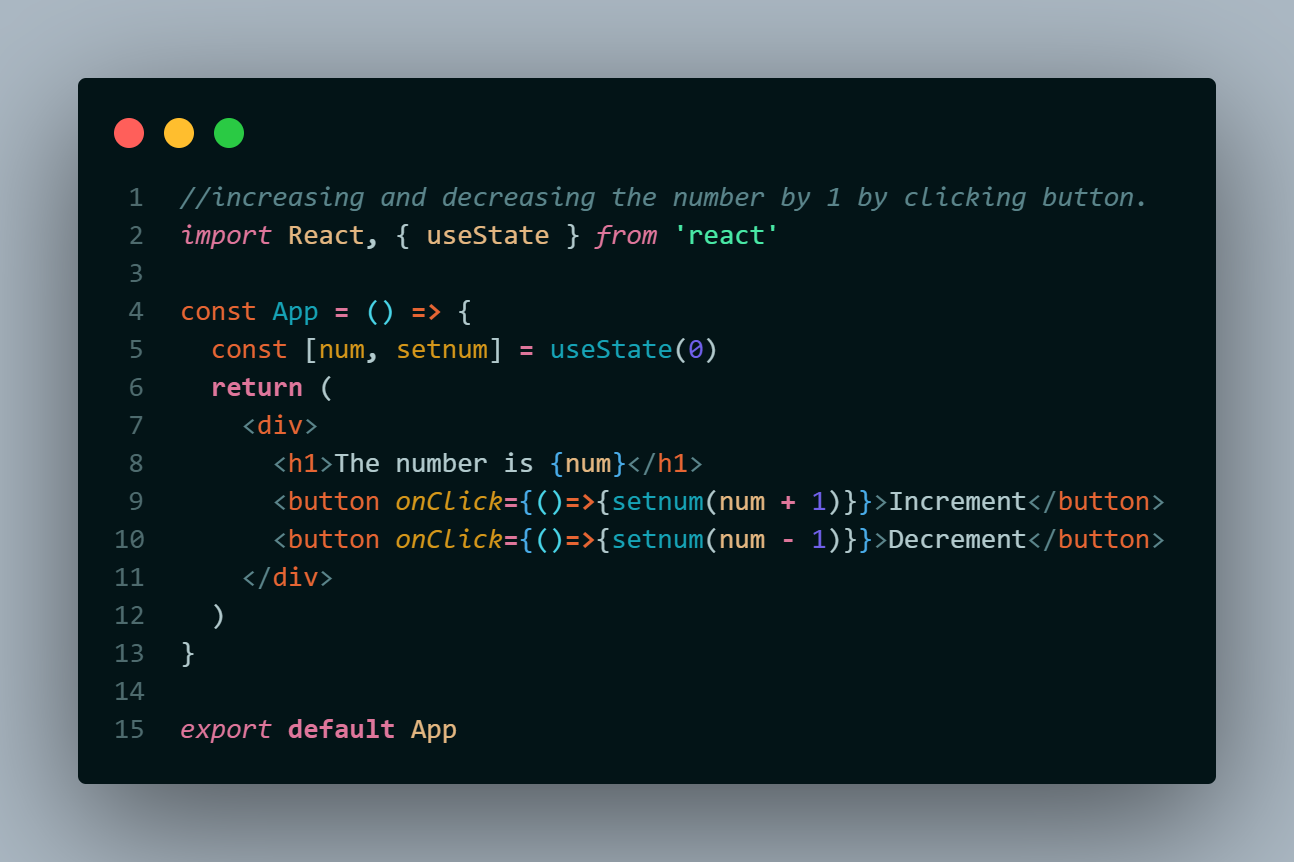 1 //increasing and decreasing the number by 1 by clicking button.
2 import React, { useState } from 'react'
3
4 const App = () => {
5   const [num, setnum] = useState(0)
6   return (
7     <div>
8       <h1>The number is {num}</h1>
9       <button onClick={()=>{setnum(num + 1)}}>Increment</button>
10       <button onClick={()=>{setnum(num - 1)}}>Decrement</button>
11     </div>
12   )
13 }
14
15 export default App